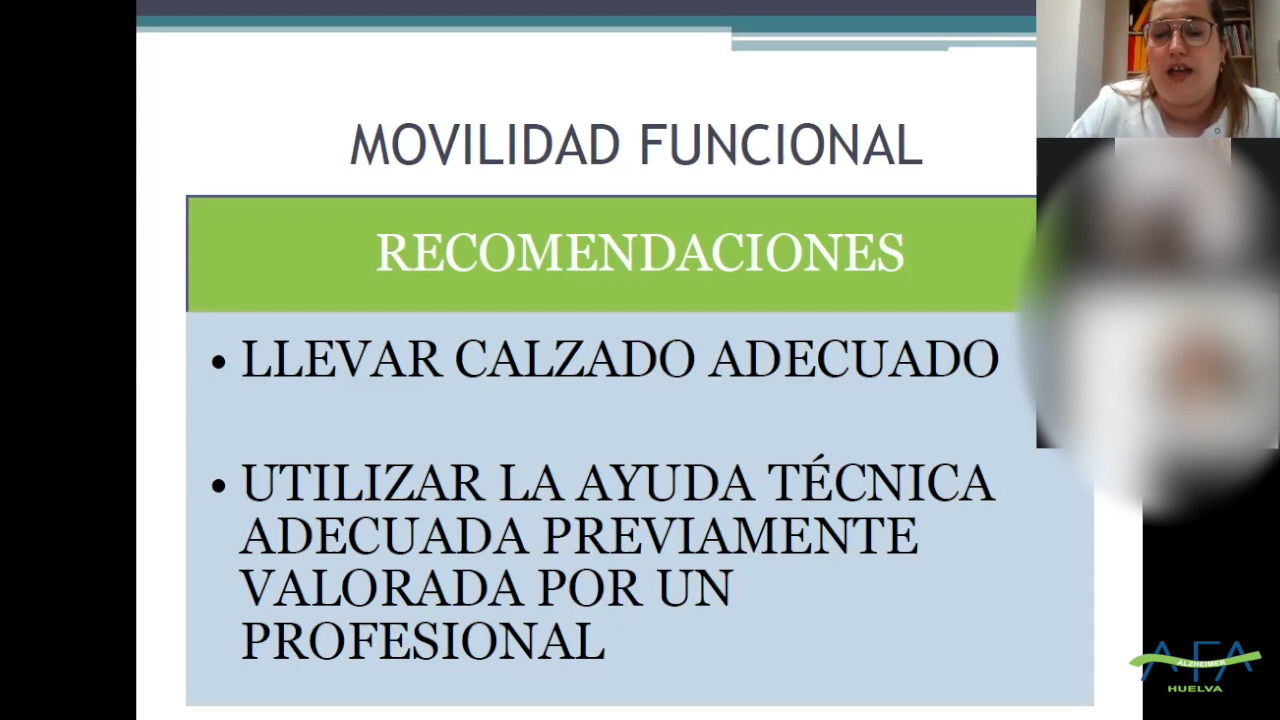 MOVILIDAD FUNCIONAL
RECOMENDACIONES
• LLEVAR CALZADO ADECUADO
• UTILIZAR LA AYUDA TÉCNICA
ADECUADA PREVIAMENTE
VALORADA POR UN
PROFESIONAL
AFA
ALZHEIMER
HUELVA